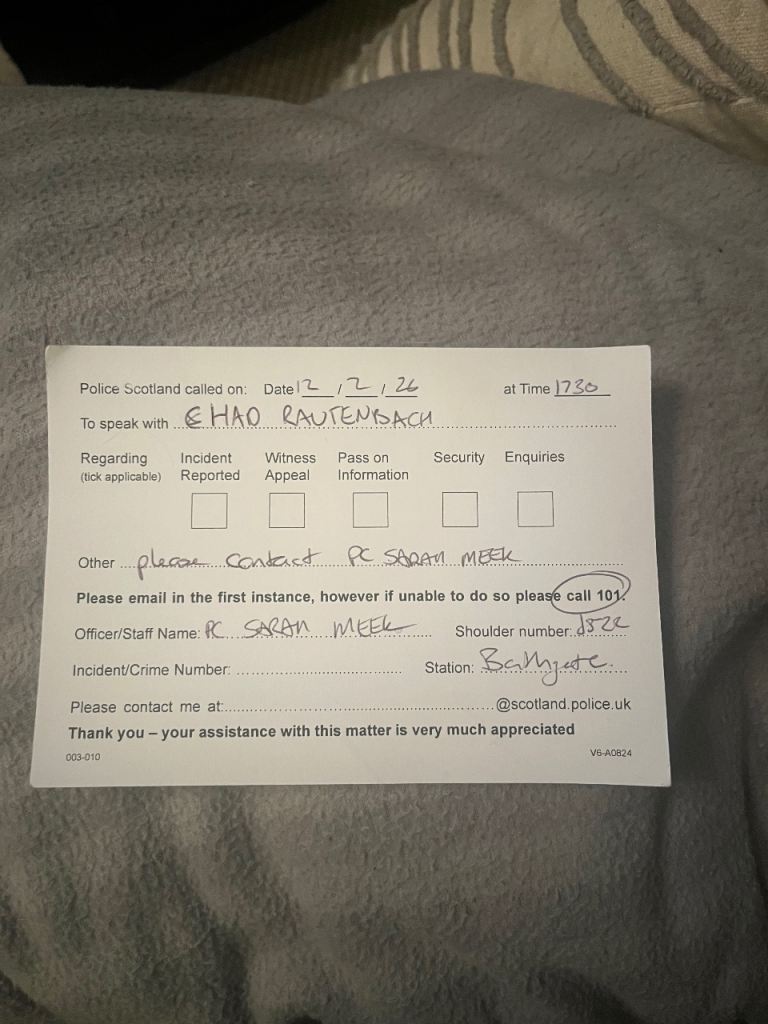 Police Scotland called on: Date 12 / 2 / 26 at Time 1730
To speak with CHAD RAUTENBACH
Regarding Incident Witness Pass on Security Enquiries
(tick applicable) Reported Appeal Information
Other please contact PC SARAH MEEK
Please email in the first instance, however if unable to do so please call 101.
Officer/Staff Name: PC SARAH MEEK Shoulder number:
Incident/Crime Number: Station: Bathgate.
Please contact me at: @scotland.police.uk
Thank you – your assistance with this matter is very much appreciated
003-010 V6-A0824